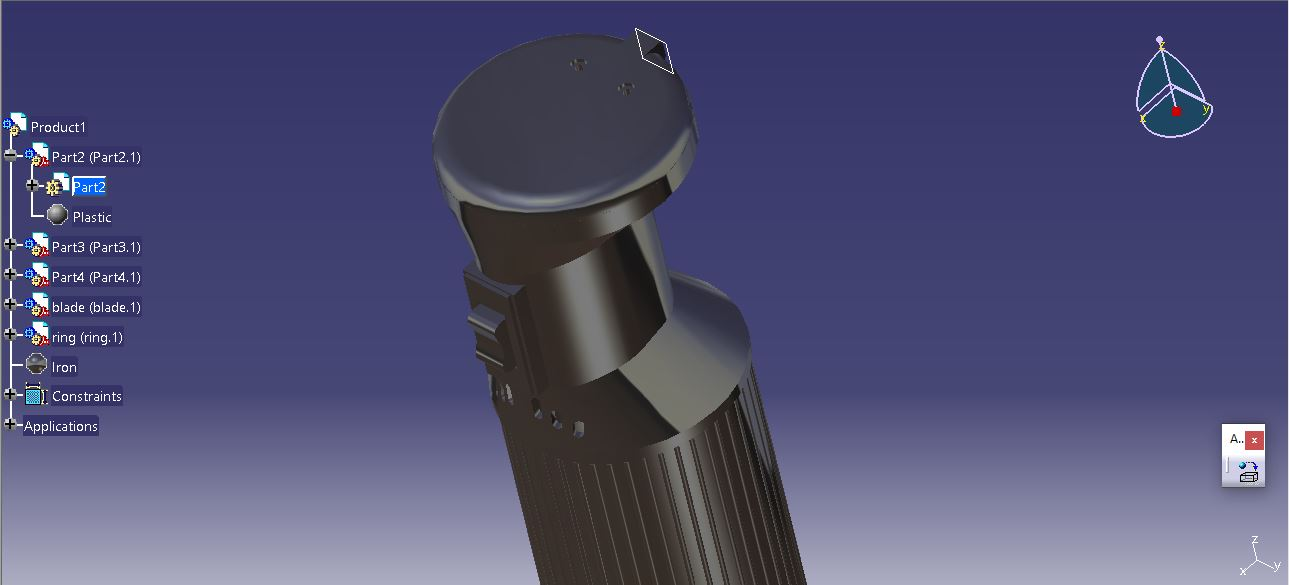 Product1
Part2 (Part2.1)
Part2
Plastic
Part3 (Part3.1)
Part4 (Part4.1)
blade (blade.1)
ring (ring.1)
Iron
Constraints
Applications
z
y
x
A.. x
z
x y